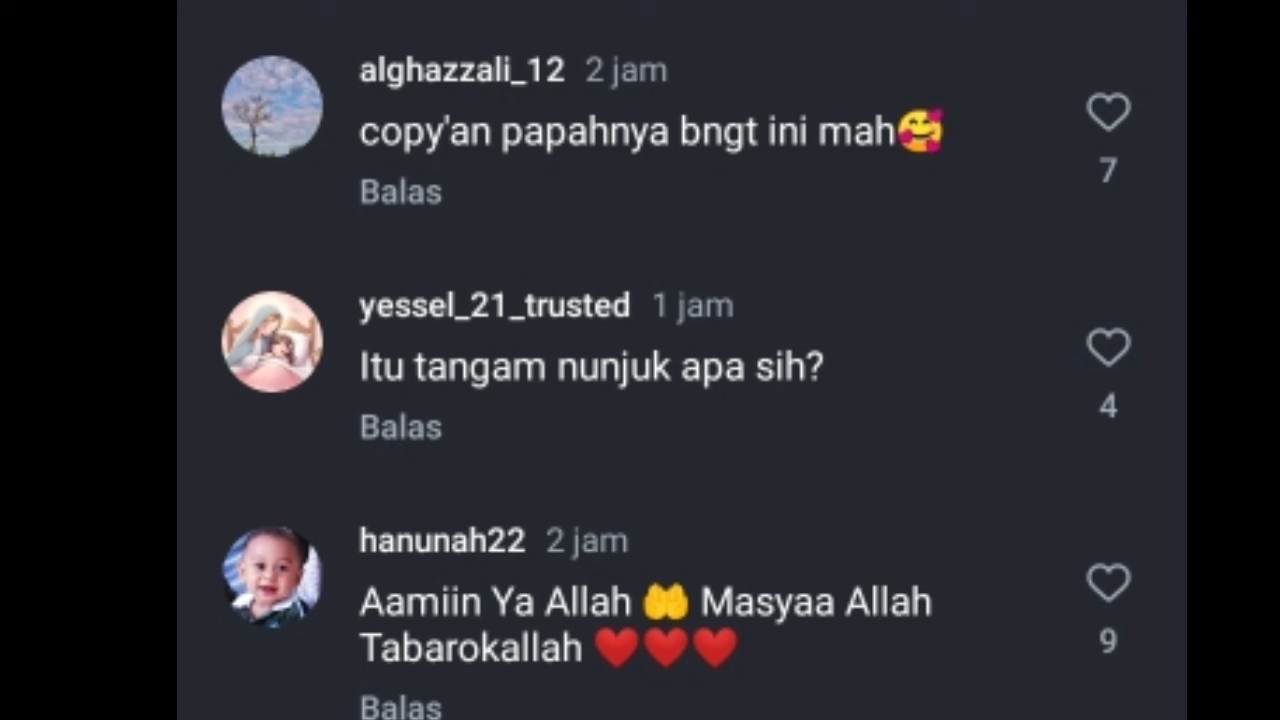 alghazzali_12 2 jam
copy'an papahnya bngt ini mah🥰
7
Balas
yessel_21_trusted 1 jam
Itu tangam nunjuk apa sih?
4
Balas
hanunah22 2 jam
Aamiin Ya Allah 🤲 Masyaa Allah
Tabarokallah ❤️❤️❤️
9
Balas